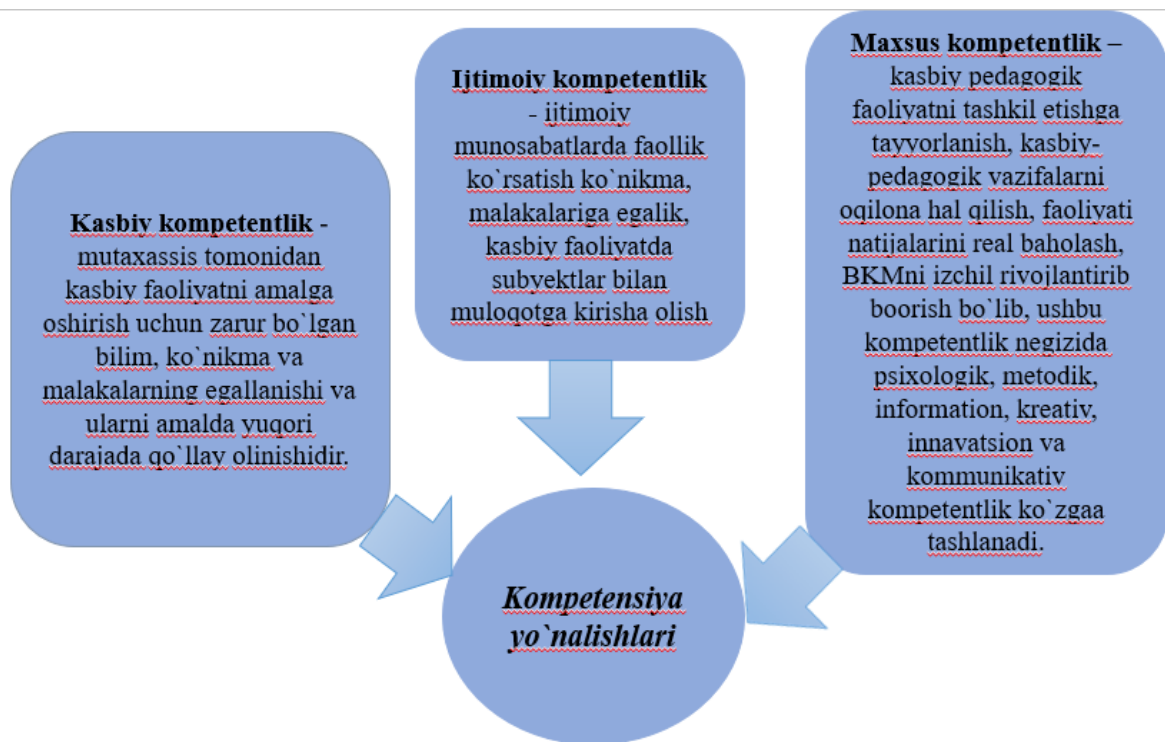 Kasbiy kompetentlik -
mutaxassis tomonidan
kasbiy faoliyatni amalga
oshirish uchun zarur bo`lgan
bilim, ko`nikma va
malakalarning egallanishi va
ularni amalda yuqori
darajada qo`llay olinishidir.
Ijtimoiy kompetentlik
- ijtimoiy
munosabatlarda faollik
ko`rsatish ko`nikma,
malakalariga egalik,
kasbiy faoliyatda
subyektlar bilan
muloqotga kirisha olish
Maxsus kompetentlik –
kasbiy pedagogik
faoliyatni tashkil etishga
tayyorlanish, kasbiy-
pedagogik vazifalarni
oqilona hal qilish, faoliyati
natijalarini real baholash,
BKMni izchil rivojlantirib
boorish bo`lib, ushbu
kompetentlik negizida
psixologik, metodik,
information, kreativ,
innavatsion va
kommunikativ
kompetentlik ko`zgaa
tashlanadi.
Kompetensiya
yo`nalishlari